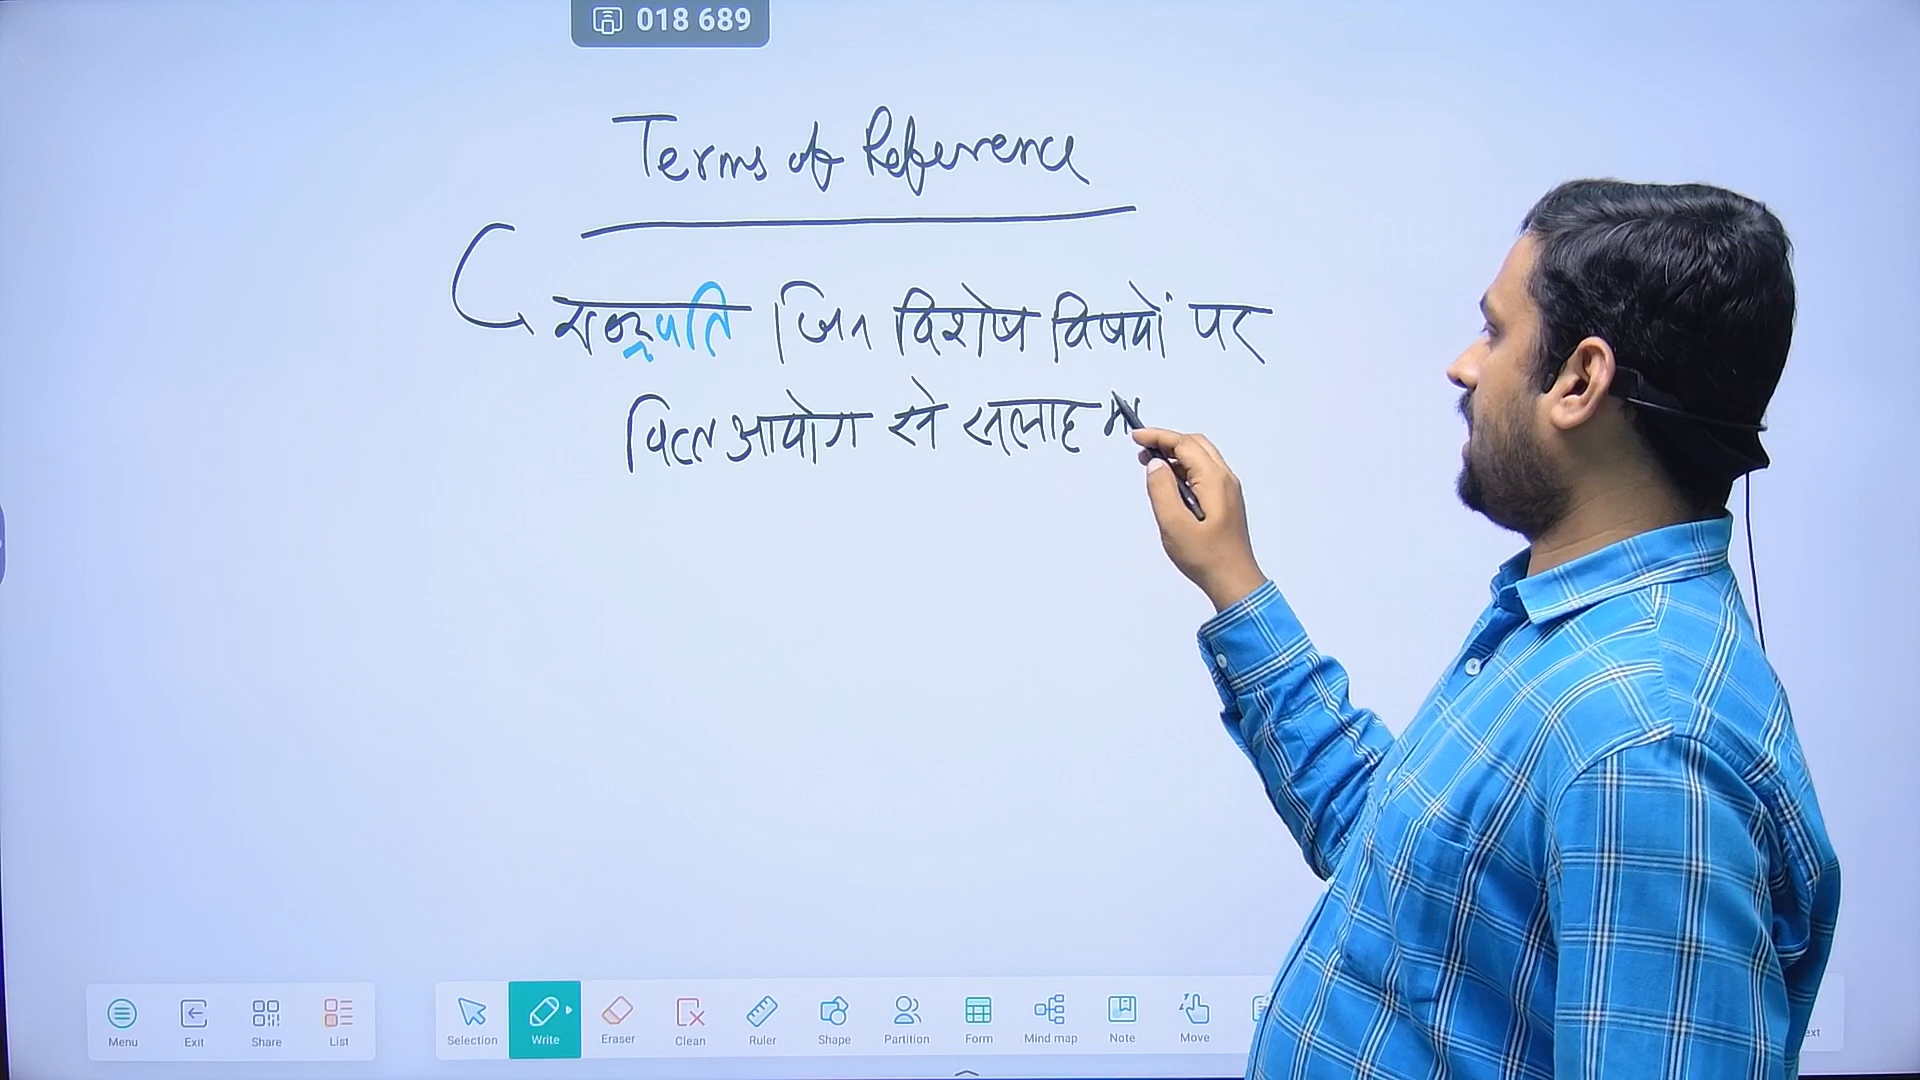 018 689
Terms of Reference
राष्ट्रपति जिन विशेष विषयों पर
वित्त आयोग से सलाह
Menu Exit Share List Selection Write Eraser Clean Ruler Shape Partition Form Mind map Note Move